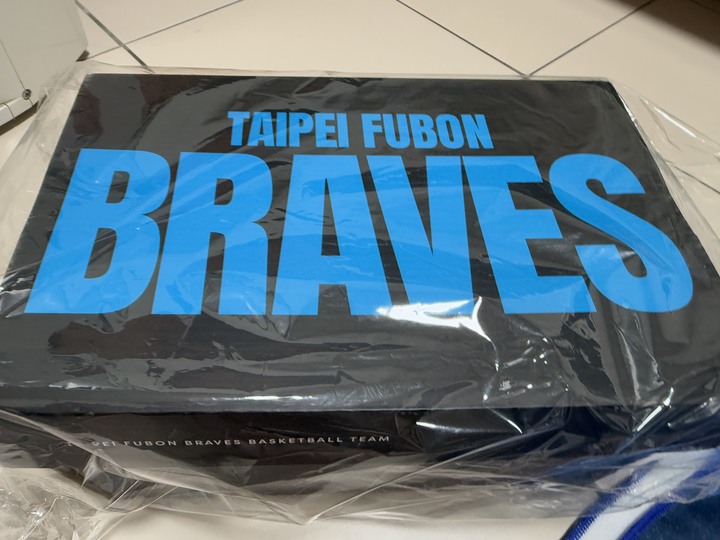 TAIPEI FUBON
BRAVES
FUBON BRAVES BASKETBALL TEAM